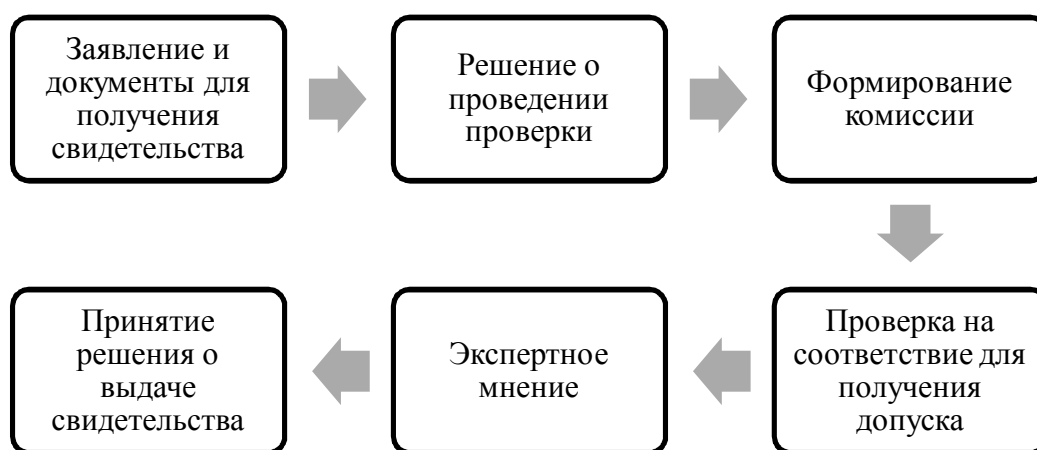 Заявление и
документы для
получения
свидетельства
Решение о
проведении
проверки
Формирование
комиссии
Проверка на
соответствие для
получения
допуска
Экспертное
мнение
Принятие
решения о
выдаче
свидетельства